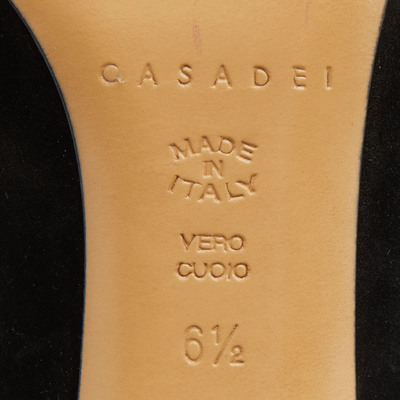 CASADEI
MADE
IN
ITALY
VERO
CUOIO
6½